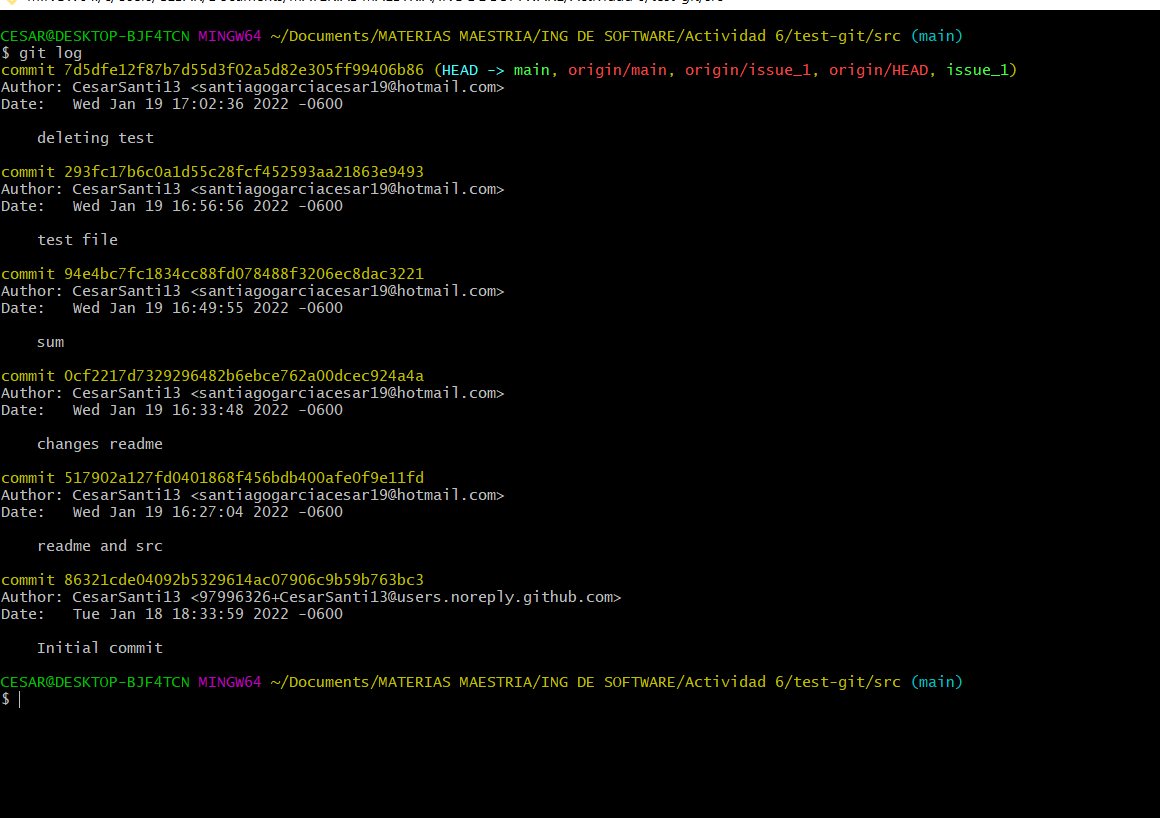 CESAR@DESKTOP-BJF4TCN MINGW64 ~/Documents/MATERIAS MAESTRIA/ING DE SOFTWARE/Actividad 6/test-git/src (main)
$ git log
commit 7d5dfe12f87b7d55d3f02a5d82e305ff99406b86 (HEAD -> main, origin/main, origin/issue_1, origin/HEAD, issue_1)
Author: CesarSanti13 <santiagogarciacesar19@hotmail.com>
Date:   Wed Jan 19 17:02:36 2022 -0600
    deleting test
commit 293fc17b6c0a1d55c28fcf452593aa21863e9493
Author: CesarSanti13 <santiagogarciacesar19@hotmail.com>
Date:   Wed Jan 19 16:56:56 2022 -0600
    test file
commit 94e4bc7fc1834cc88fd078488f3206ec8dac3221
Author: CesarSanti13 <santiagogarciacesar19@hotmail.com>
Date:   Wed Jan 19 16:49:55 2022 -0600
    sum
commit 0cf2217d7329296482b6ebce762a00dcec924a4a
Author: CesarSanti13 <santiagogarciacesar19@hotmail.com>
Date:   Wed Jan 19 16:33:48 2022 -0600
    changes readme
commit 517902a127fd0401868f456bdb400afe0f9e11fd
Author: CesarSanti13 <santiagogarciacesar19@hotmail.com>
Date:   Wed Jan 19 16:27:04 2022 -0600
    readme and src
commit 86321cde04092b5329614ac07906c9b59b763bc3
Author: CesarSanti13 <97996326+CesarSanti13@users.noreply.github.com>
Date:   Tue Jan 18 18:33:59 2022 -0600
    Initial commit
CESAR@DESKTOP-BJF4TCN MINGW64 ~/Documents/MATERIAS MAESTRIA/ING DE SOFTWARE/Actividad 6/test-git/src (main)
$